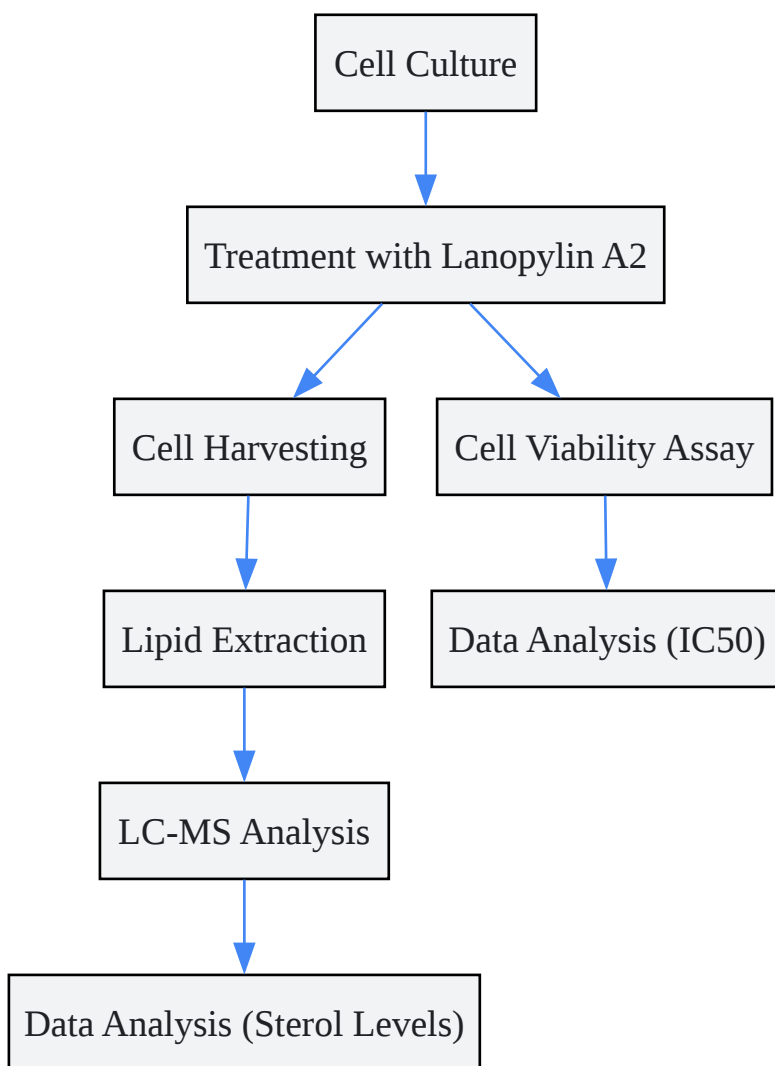 Cell Culture
Treatment with Lanopylin A2
Cell Harvesting
Cell Viability Assay
Lipid Extraction
Data Analysis (IC50)
LC-MS Analysis
Data Analysis (Sterol Levels)